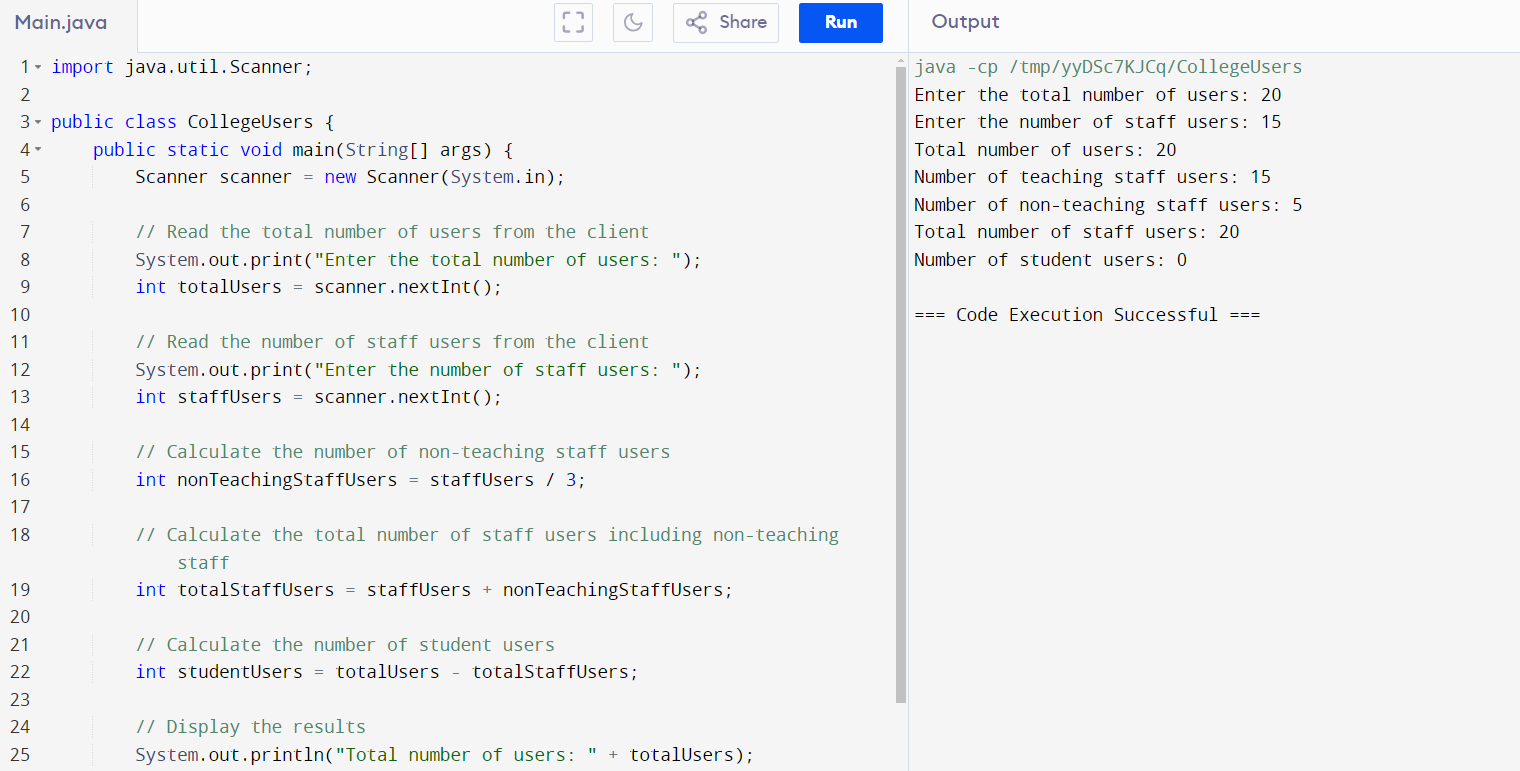 Main.java
Share
Run
Output
1 import java.util.Scanner;
2
3 public class CollegeUsers {
4 public static void main(String[] args) {
5 Scanner scanner = new Scanner(System.in);
6
7 // Read the total number of users from the client
8 System.out.print("Enter the total number of users: ");
9 int totalUsers = scanner.nextInt();
10
11 // Read the number of staff users from the client
12 System.out.print("Enter the number of staff users: ");
13 int staffUsers = scanner.nextInt();
14
15 // Calculate the number of non-teaching staff users
16 int nonTeachingStaffUsers = staffUsers / 3;
17
18 // Calculate the total number of staff users including non-teaching
staff
19 int totalStaffUsers = staffUsers + nonTeachingStaffUsers;
20
21 // Calculate the number of student users
22 int studentUsers = totalUsers - totalStaffUsers;
23
24 // Display the results
25 System.out.println("Total number of users: " + totalUsers);
java -cp /tmp/yyDSc7KJCq/CollegeUsers
Enter the total number of users: 20
Enter the number of staff users: 15
Total number of users: 20
Number of teaching staff users: 15
Number of non-teaching staff users: 5
Total number of staff users: 20
Number of student users: 0
=== Code Execution Successful ===